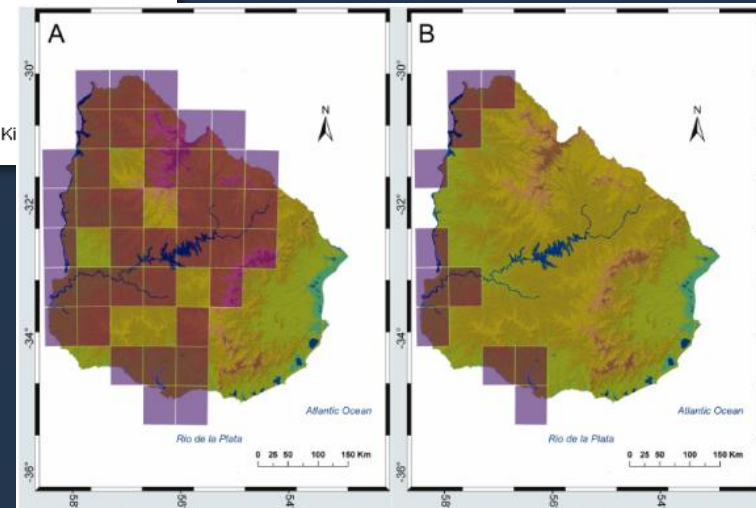 Ki
A
-30°
-32°
-34°
-36°
-58
-56
-54
N
Atlantic Ocean
Rio de la Plata
0 25 50 100 150 Km
B
-30°
-32°
-34°
-36°
-58
-56
-54
N
Atlantic Ocean
Rio de la Plata
0 25 50 100 150 Km